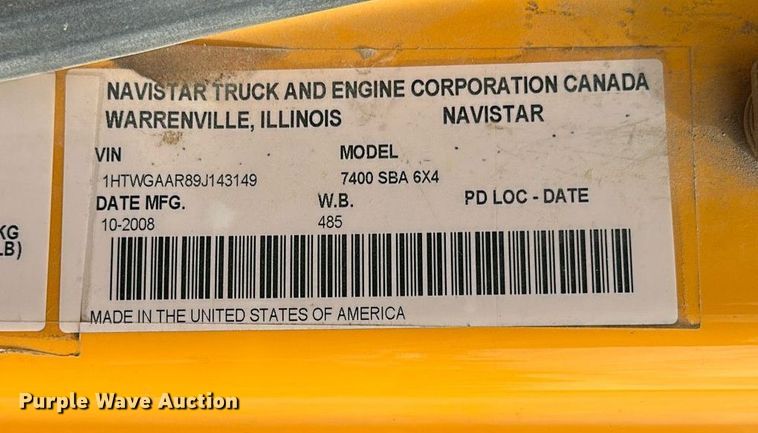 NAVISTAR TRUCK AND ENGINE CORPORATION CANADA
WARRENVILLE, ILLINOIS NAVISTAR
VIN MODEL
1HTWGAAR89J143149 7400 SBA 6X4
DATE MFG. W.B. PD LOC - DATE
10-2008 485
KG
LB)
MADE IN THE UNITED STATES OF AMERICA
Purple Wave Auction